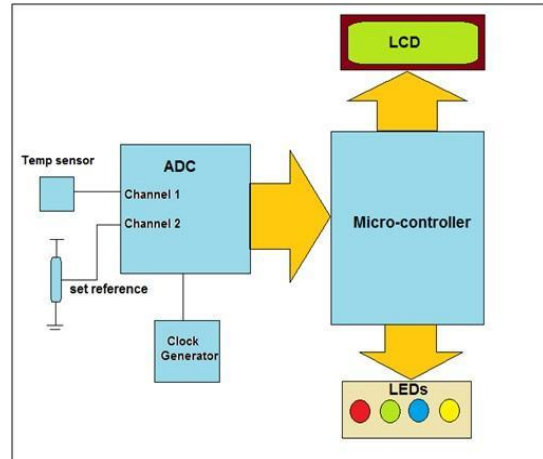 LCD
Temp sensor
ADC
Channel 1
Channel 2
Micro-controller
set reference
Clock
Generator
LEDs